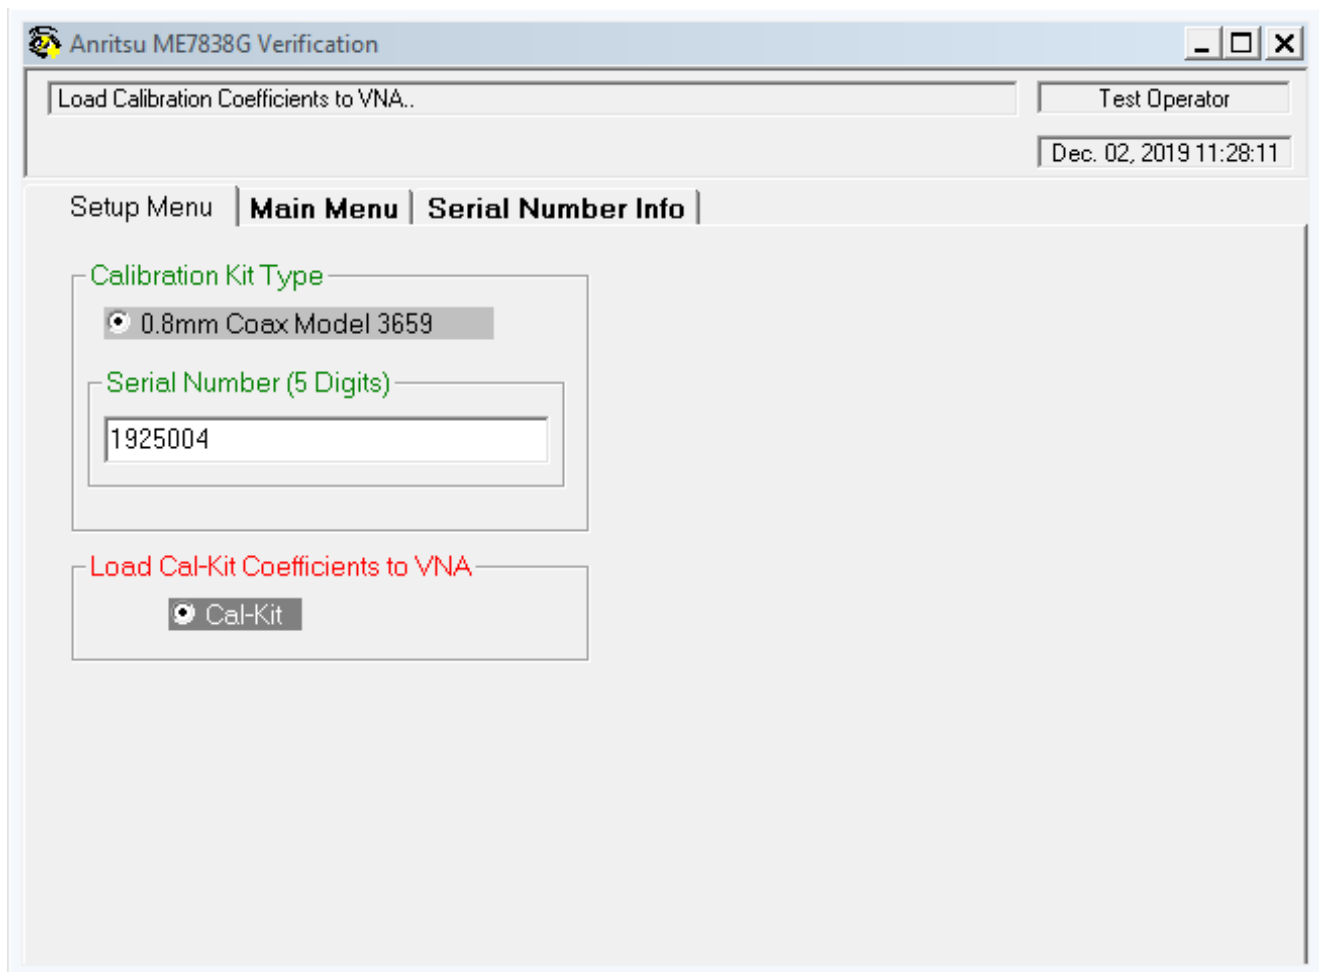 Anritsu ME7838G Verification
Load Calibration Coefficients to VNA..
Test Operator
Dec. 02, 2019 11:28:11
Setup Menu Main Menu Serial Number Info
Calibration Kit Type
0.8mm Coax Model 3659
Serial Number (5 Digits)
1925004
Load Cal-Kit Coefficients to VNA
Cal-Kit